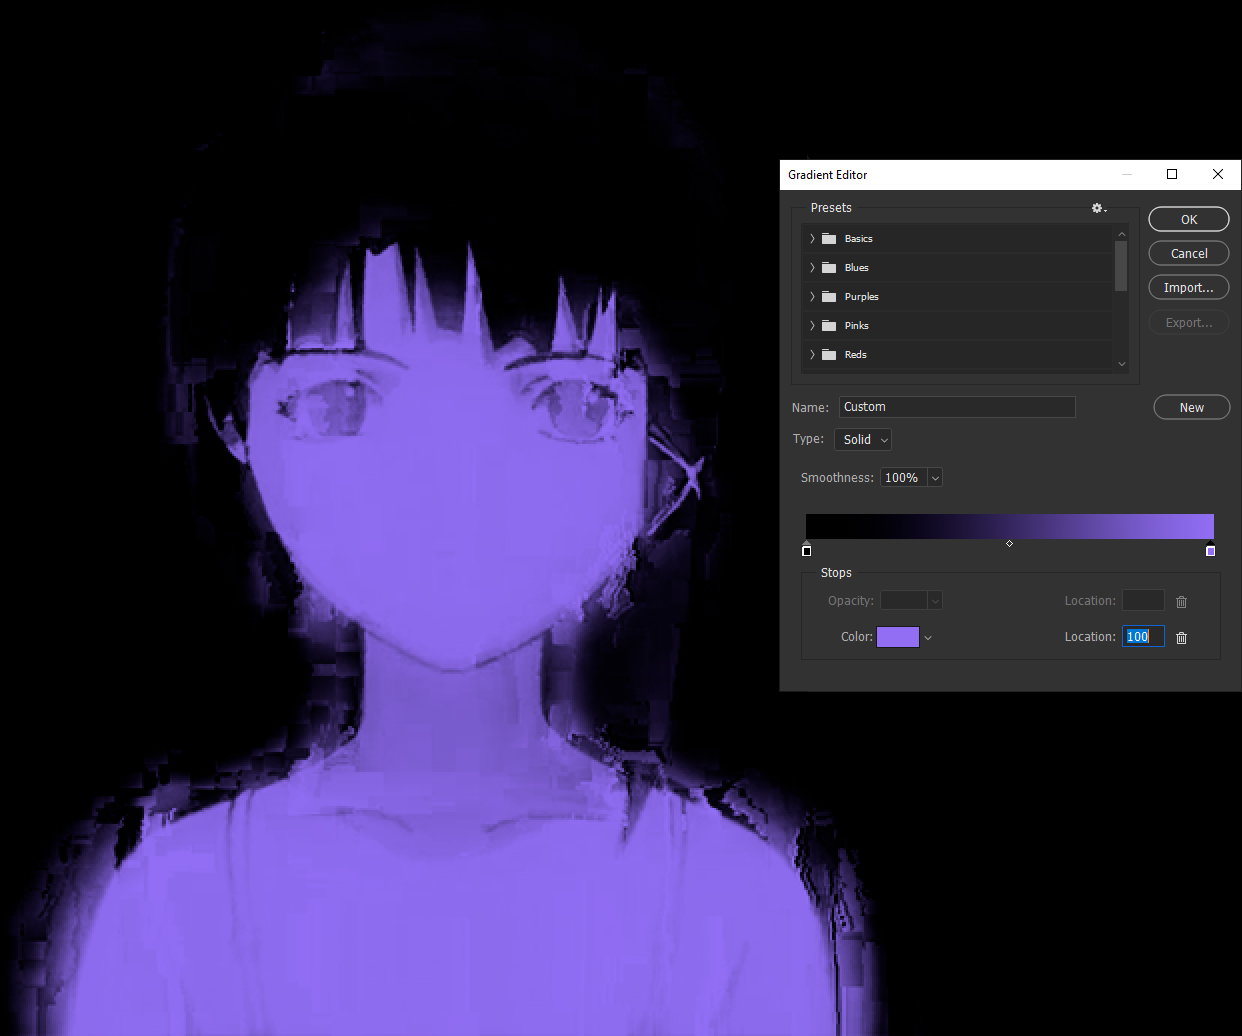 Gradient Editor
Presets
OK
Basics
Cancel
Blues
Import...
Purples
Export...
Pinks
Reds
Name: Custom
New
Type: Solid
Smoothness: 100%
Stops
Opacity: Location:
Color: Location: 100